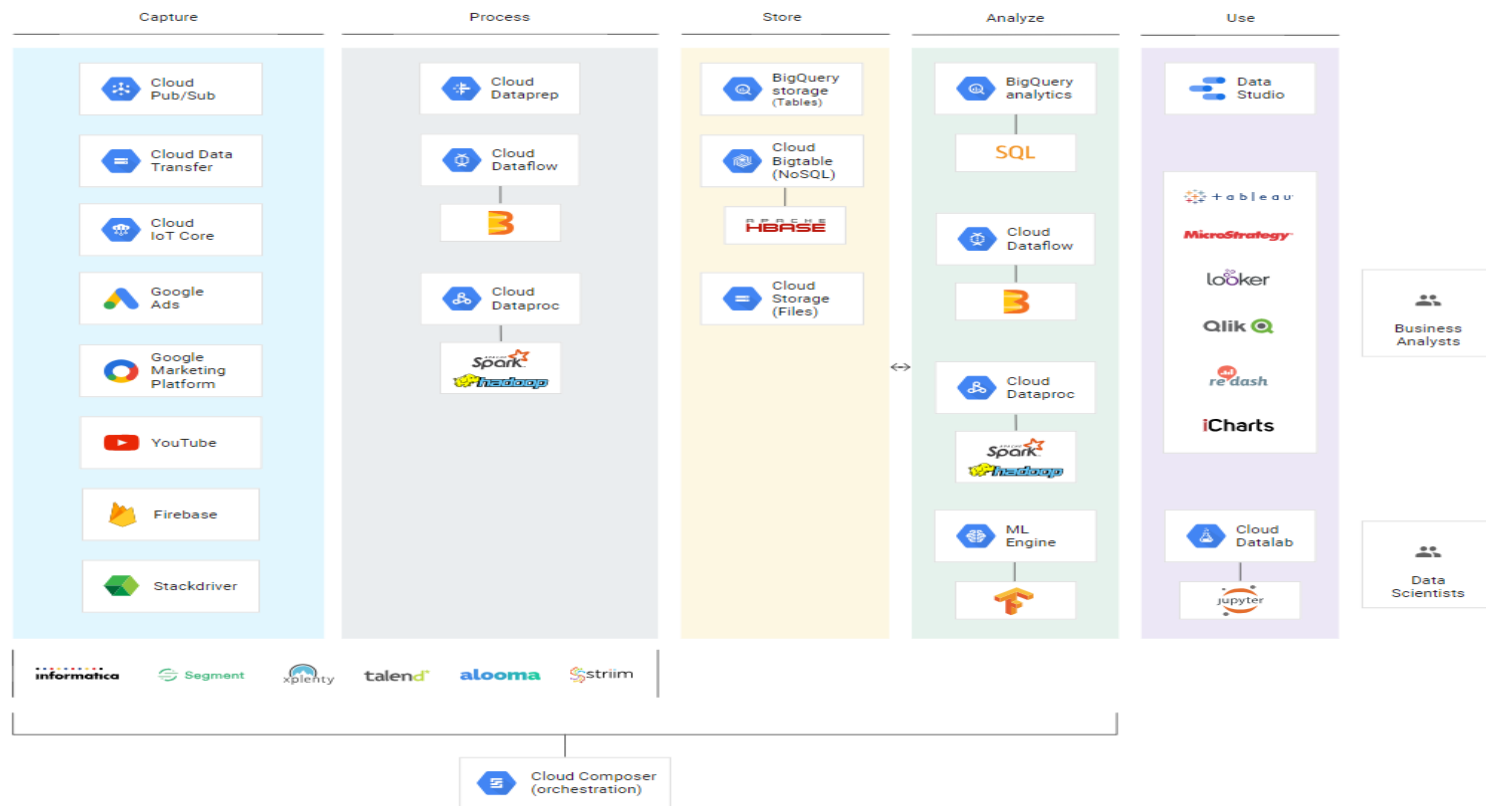 Capture
Process
Store
Analyze
Use
Cloud
Pub/Sub
Cloud Data
Transfer
Cloud
IoT Core
Google
Ads
Google
Marketing
Platform
YouTube
Firebase
Stackdriver
Cloud
Dataprep
Cloud
Dataflow
Cloud
Dataproc
APACHE
Spark
hadoop
BigQuery
storage
(Tables)
Cloud
Bigtable
(NoSQL)
APACHE
HBASE
Cloud
Storage
(Files)
BigQuery
analytics
SQL
Cloud
Dataflow
Cloud
Dataproc
APACHE
Spark
hadoop
ML
Engine
Data
Studio
+ a b l e a u
MicroStrategy
looker
Qlik
redash
iCharts
Cloud
Datalab
jupyter
Business
Analysts
Data
Scientists
informatica
Segment
xplenty
talend
alooma
striim
Cloud Composer
(orchestration)